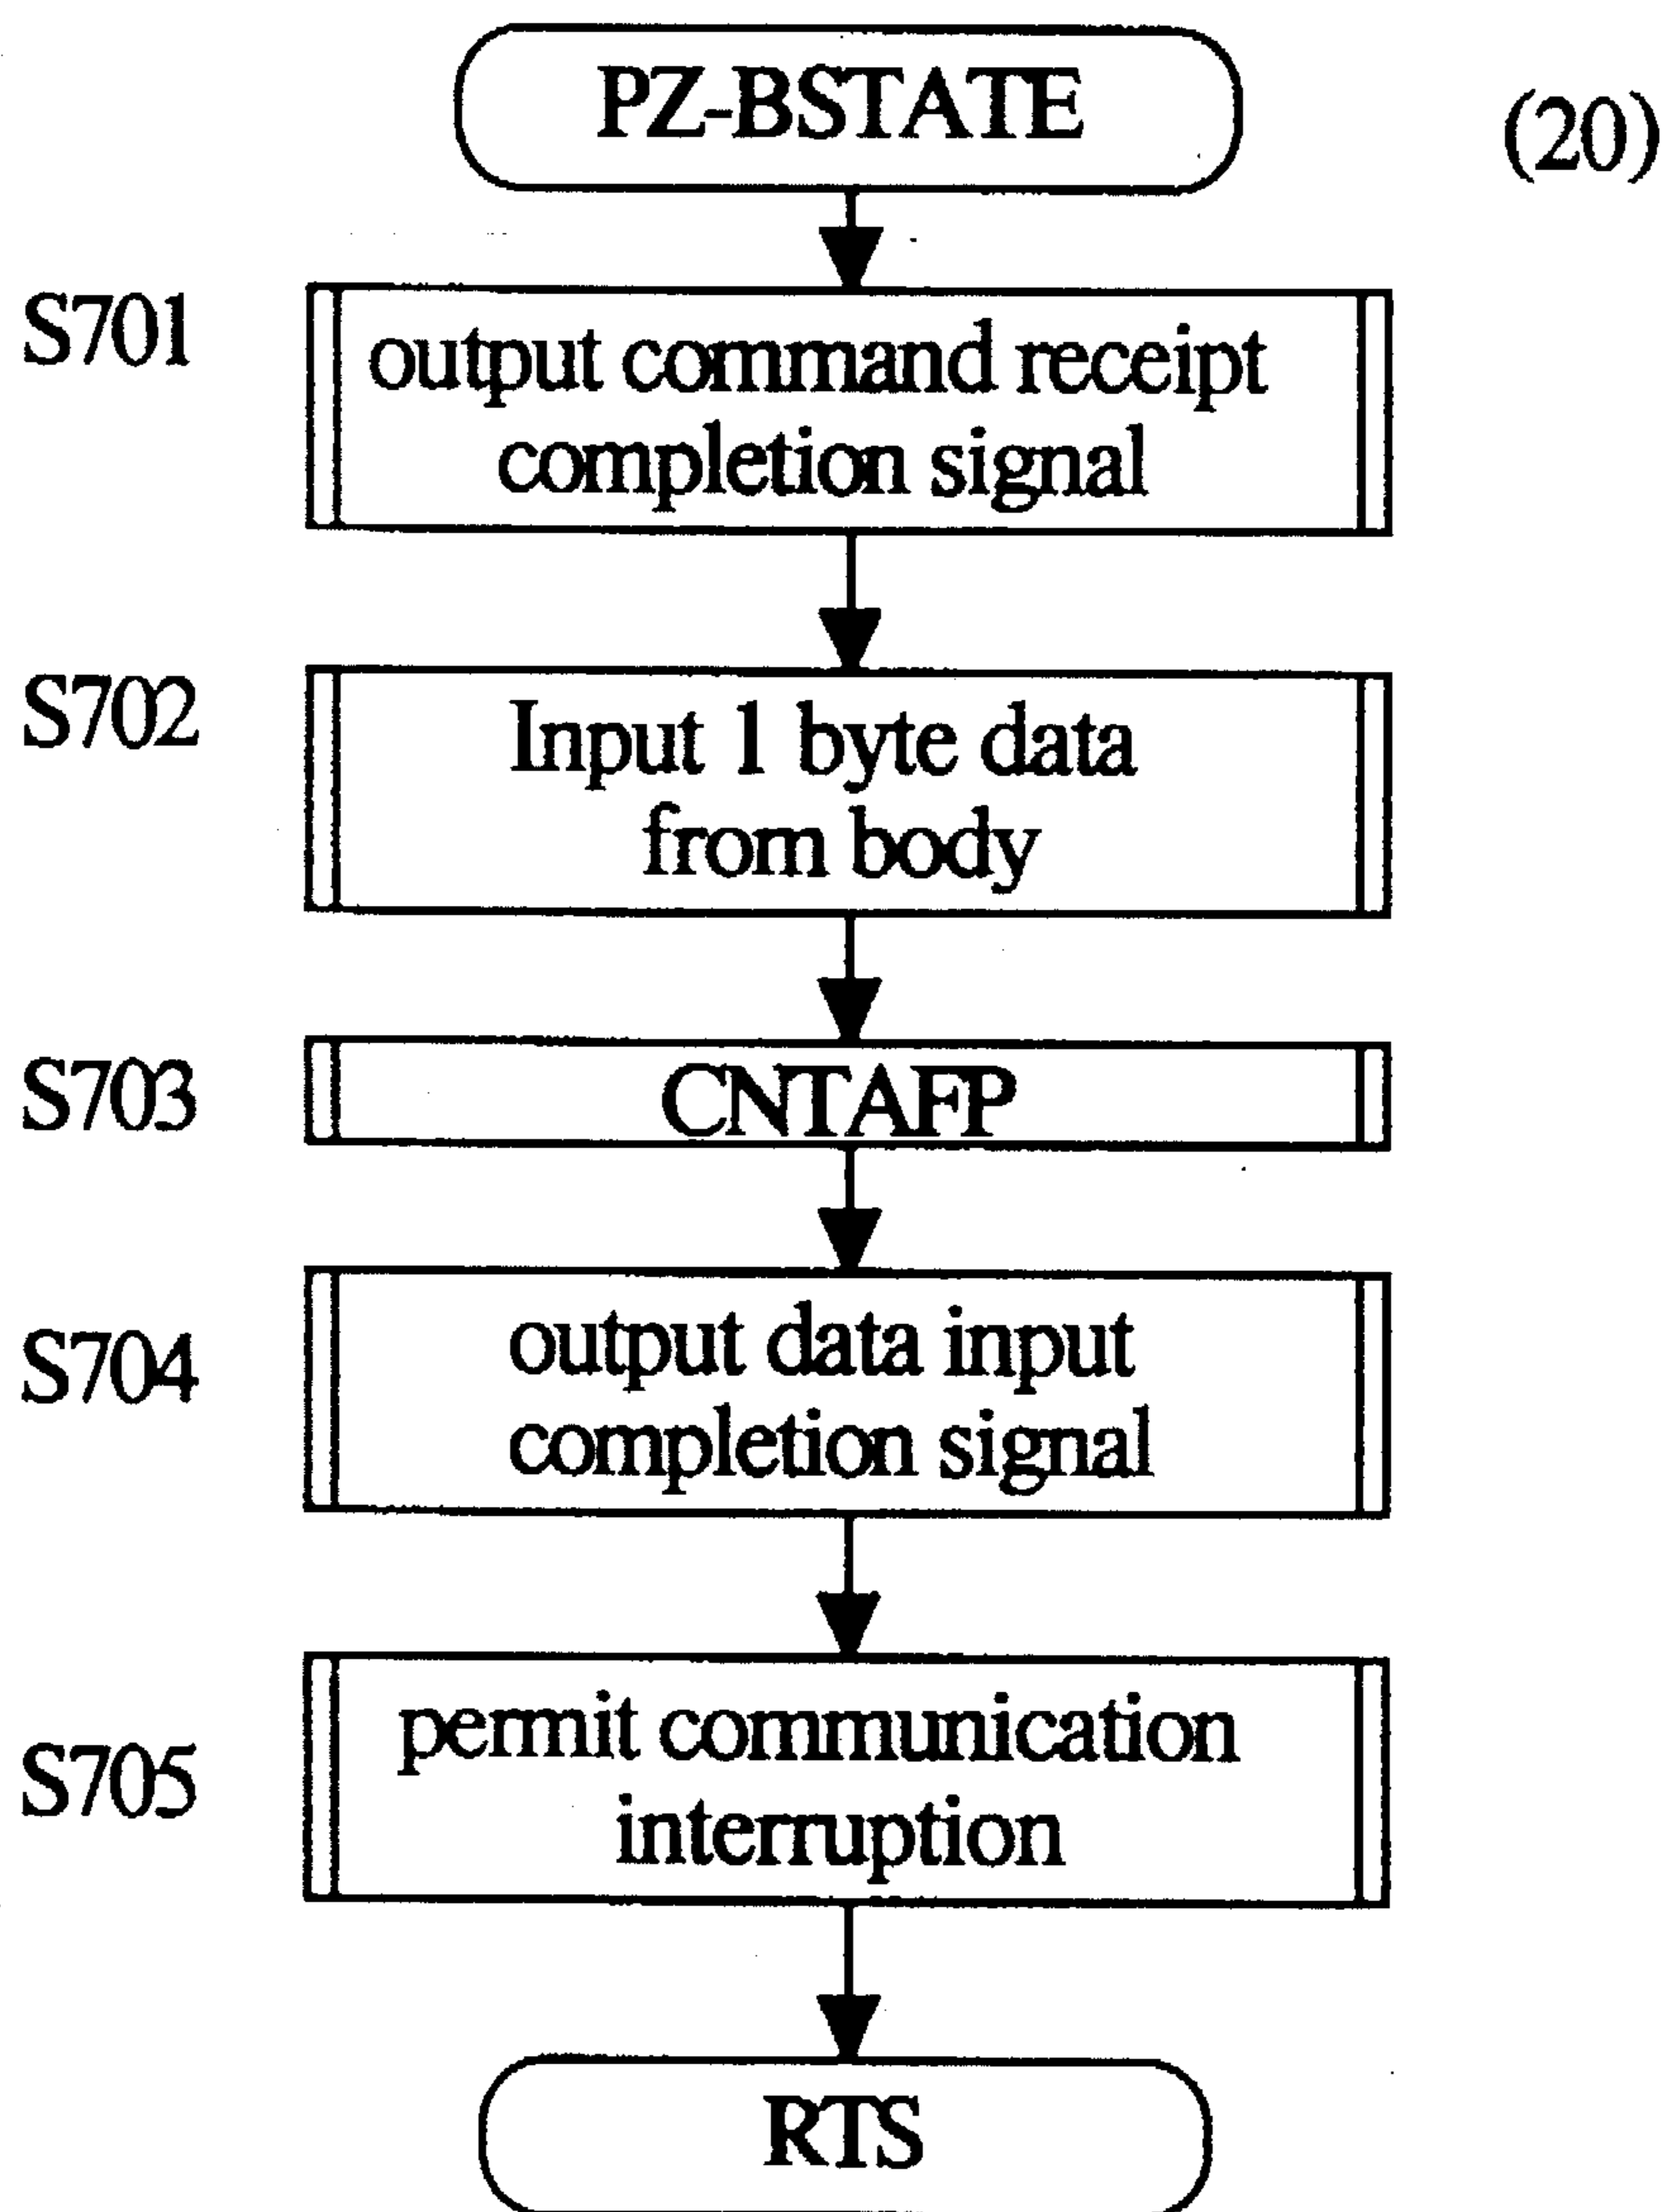 PZ-BSTATE
(20)
S701
output command receipt
completion signal
S702
Input 1 byte data
from body
S703
CNTAFP
S704
output data input
completion signal
S705
permit communication
interruption
RTS